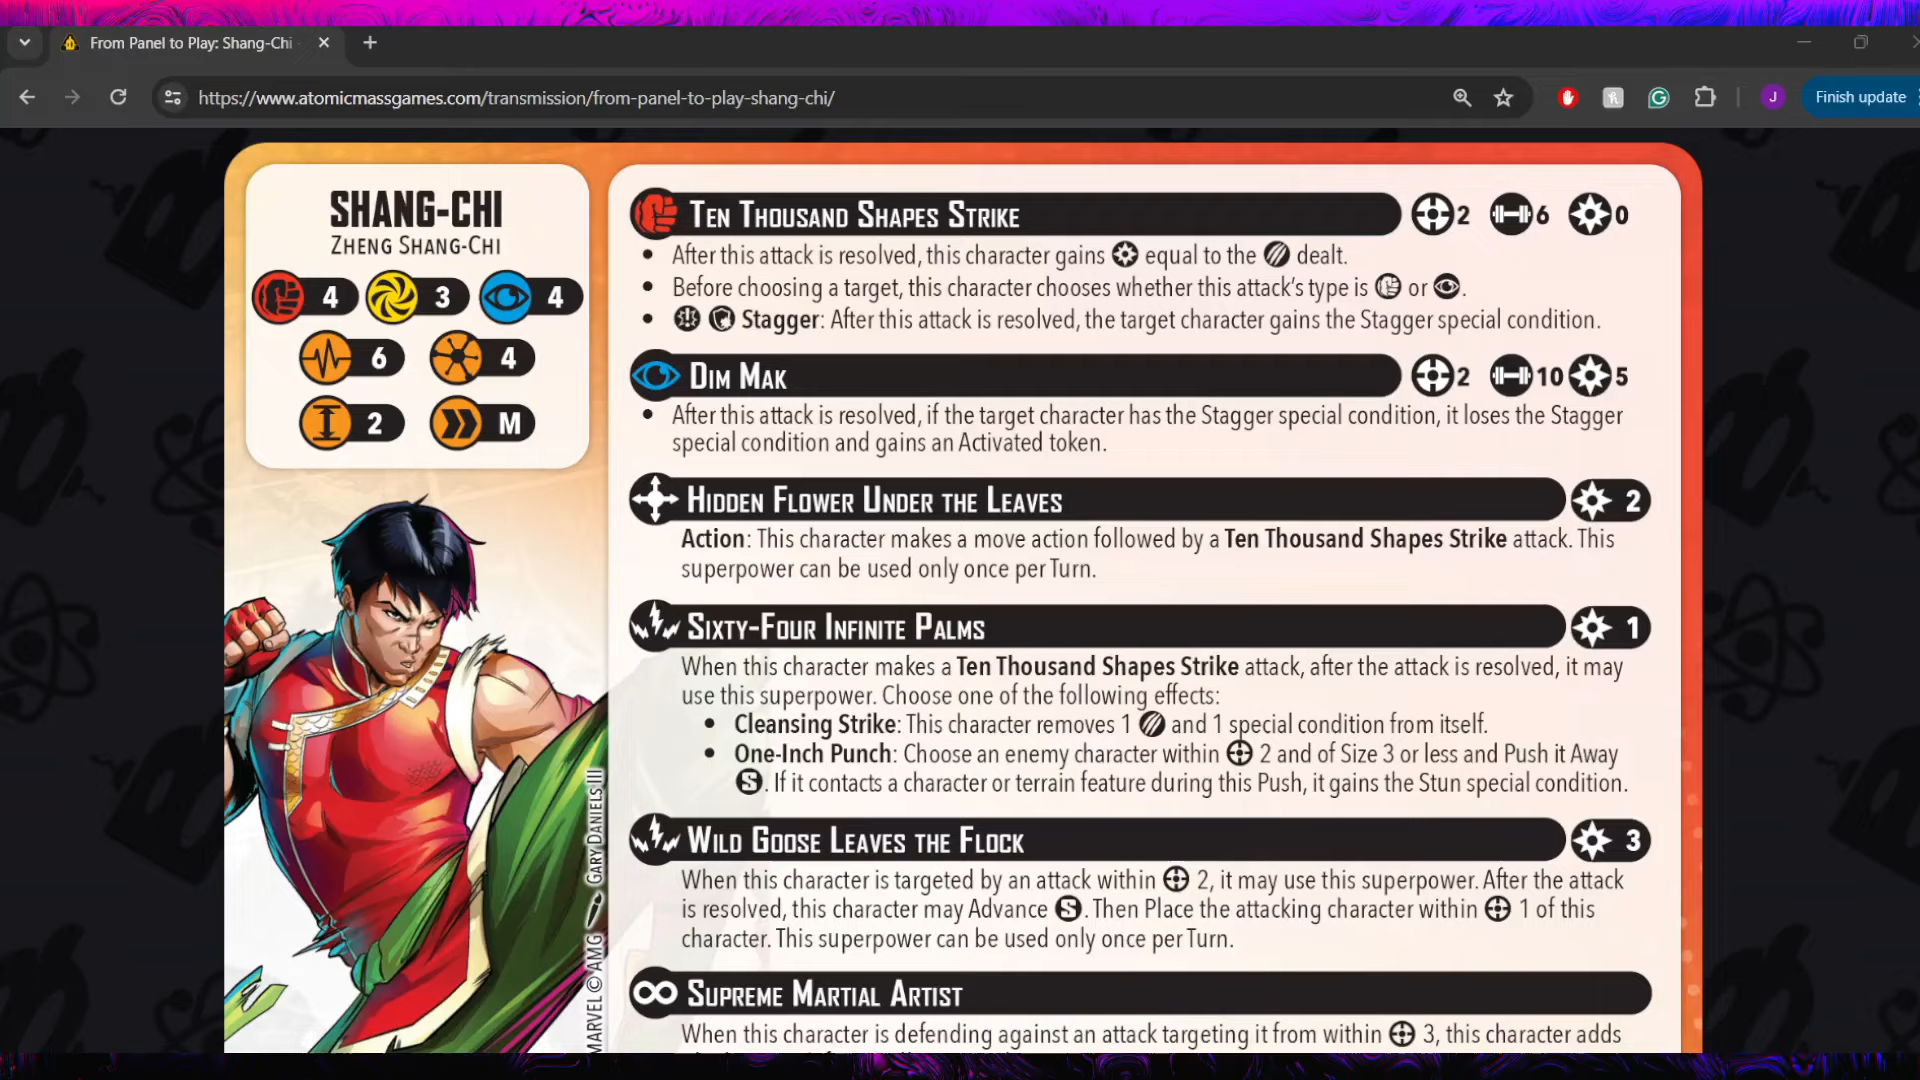 From Panel to Play: Shang-Chi
https://www.atomicmassgames.com/transmission/from-panel-to-play-shang-chi/
J
Finish update
SHANG-CHI
ZHENG SHANG-CHI
4 3 4
6 4
2 M
TEN THOUSAND SHAPES STRIKE 2 6 0
• After this attack is resolved, this character gains equal to the dealt.
• Before choosing a target, this character chooses whether this attack's type is or .
• Stagger: After this attack is resolved, the target character gains the Stagger special condition.
DIM MAK 2 10 5
• After this attack is resolved, if the target character has the Stagger special condition, it loses the Stagger
special condition and gains an Activated token.
HIDDEN FLOWER UNDER THE LEAVES 2
Action: This character makes a move action followed by a Ten Thousand Shapes Strike attack. This
superpower can be used only once per Turn.
SIXTY-FOUR INFINITE PALMS 1
When this character makes a Ten Thousand Shapes Strike attack, after the attack is resolved, it may
use this superpower. Choose one of the following effects:
• Cleansing Strike: This character removes 1 and 1 special condition from itself.
• One-Inch Punch: Choose an enemy character within 2 and of Size 3 or less and Push it Away
S. If it contacts a character or terrain feature during this Push, it gains the Stun special condition.
WILD GOOSE LEAVES THE FLOCK 3
When this character is targeted by an attack within 2, it may use this superpower. After the attack
is resolved, this character may Advance S. Then Place the attacking character within 1 of this
character. This superpower can be used only once per Turn.
SUPREME MARTIAL ARTIST
When this character is defending against an attack targeting it from within 3, this character adds
MARVEL © AMG GARY DANIELS III